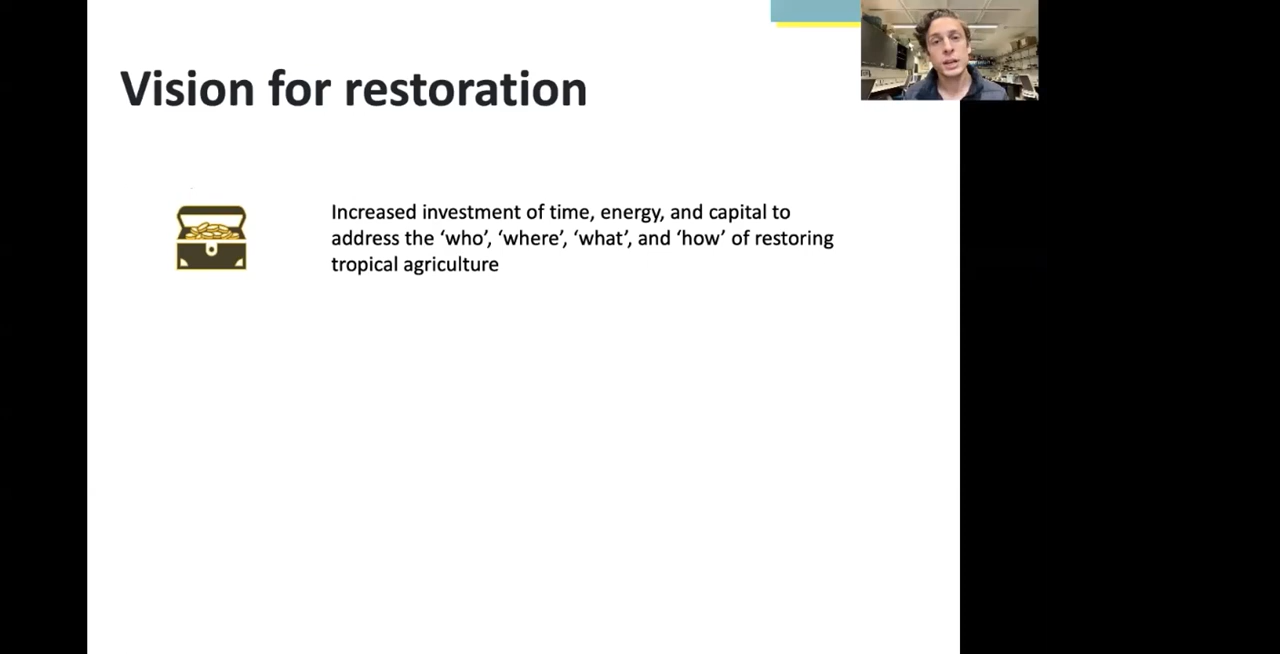 Vision for restoration
Increased investment of time, energy, and capital to
address the ‘who’, ‘where’, ‘what’, and ‘how’ of restoring
tropical agriculture